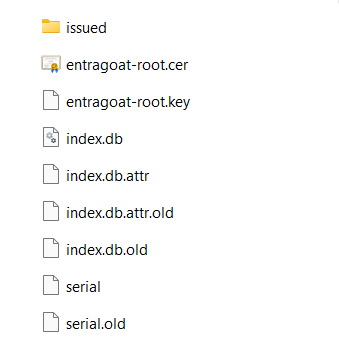 issued
entragoat-root.cer
entragoat-root.key
index.db
index.db.attr
index.db.attr.old
index.db.old
serial
serial.old